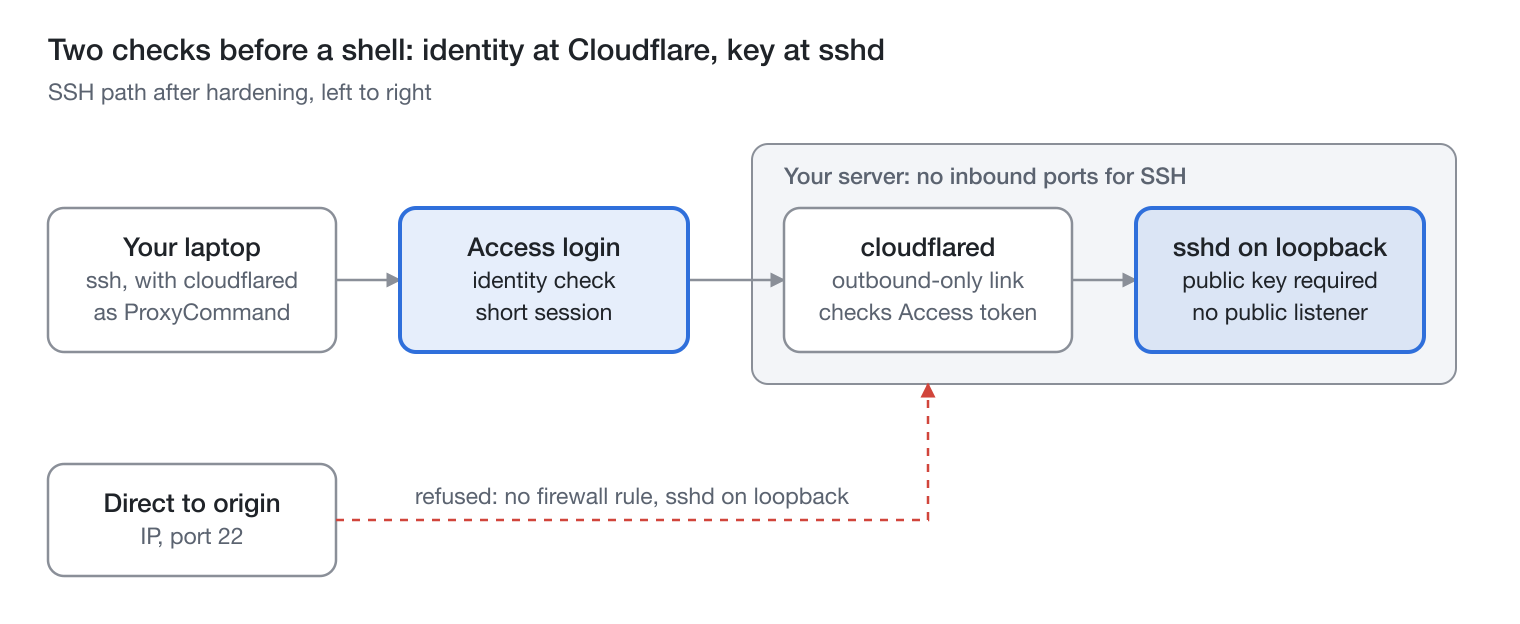 Two checks before a shell: identity at Cloudflare, key at sshd
SSH path after hardening, left to right
Your server: no inbound ports for SSH
Your laptop
ssh, with cloudflared
as ProxyCommand
Access login
identity check
short session
cloudflared
outbound-only link
checks Access token
sshd on loopback
public key required
no public listener
Direct to origin
IP, port 22
refused: no firewall rule, sshd on loopback